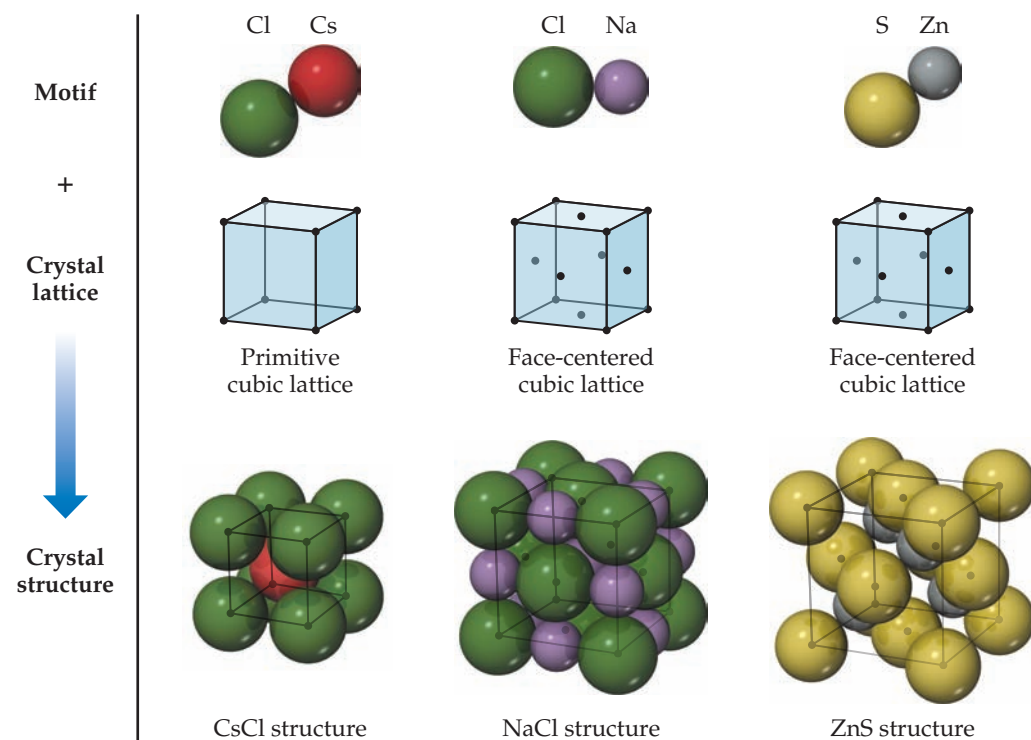 Cl Cs
Cl Na
S Zn
Motif
+
Crystal
lattice
Primitive
cubic lattice
Face-centered
cubic lattice
Face-centered
cubic lattice
Crystal
structure
CsCl structure
NaCl structure
ZnS structure